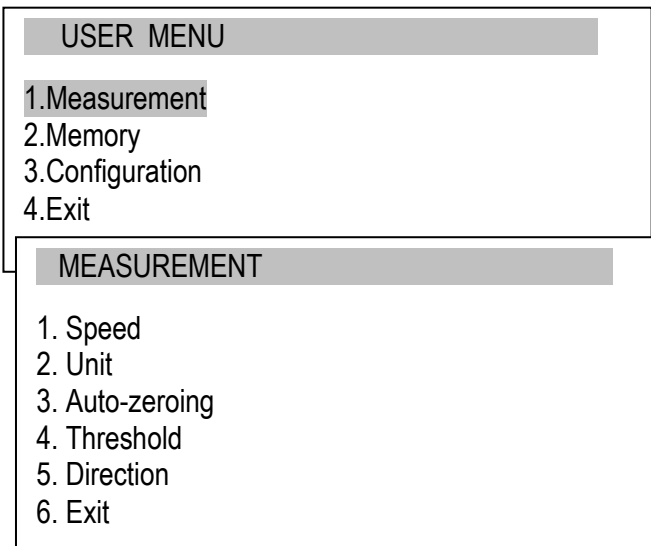 USER MENU
1.Measurement
2.Memory
3.Configuration
4.Exit
MEASUREMENT
1. Speed
2. Unit
3. Auto-zeroing
4. Threshold
5. Direction
6. Exit